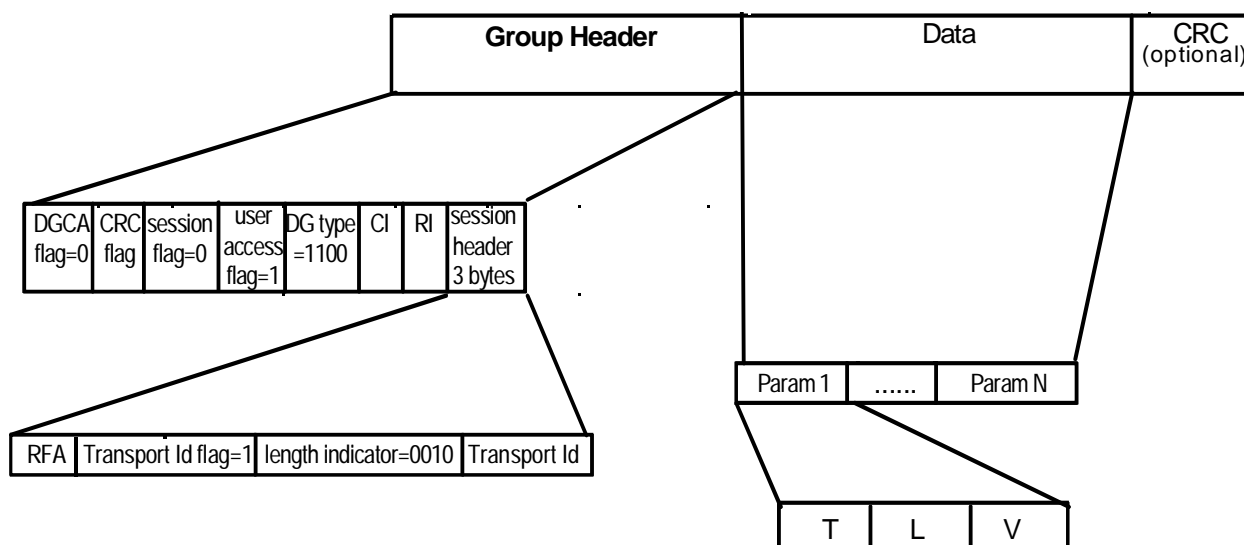 Group Header
Data
CRC
(optional)
DGCA
flag=0
CRC
flag
session
flag=0
user
access
flag=1
DG type
=1100
CI
RI
session
header
3 bytes
Param 1
......
Param N
RFA
Transport Id flag=1
length indicator=0010
Transport Id
T
L
V